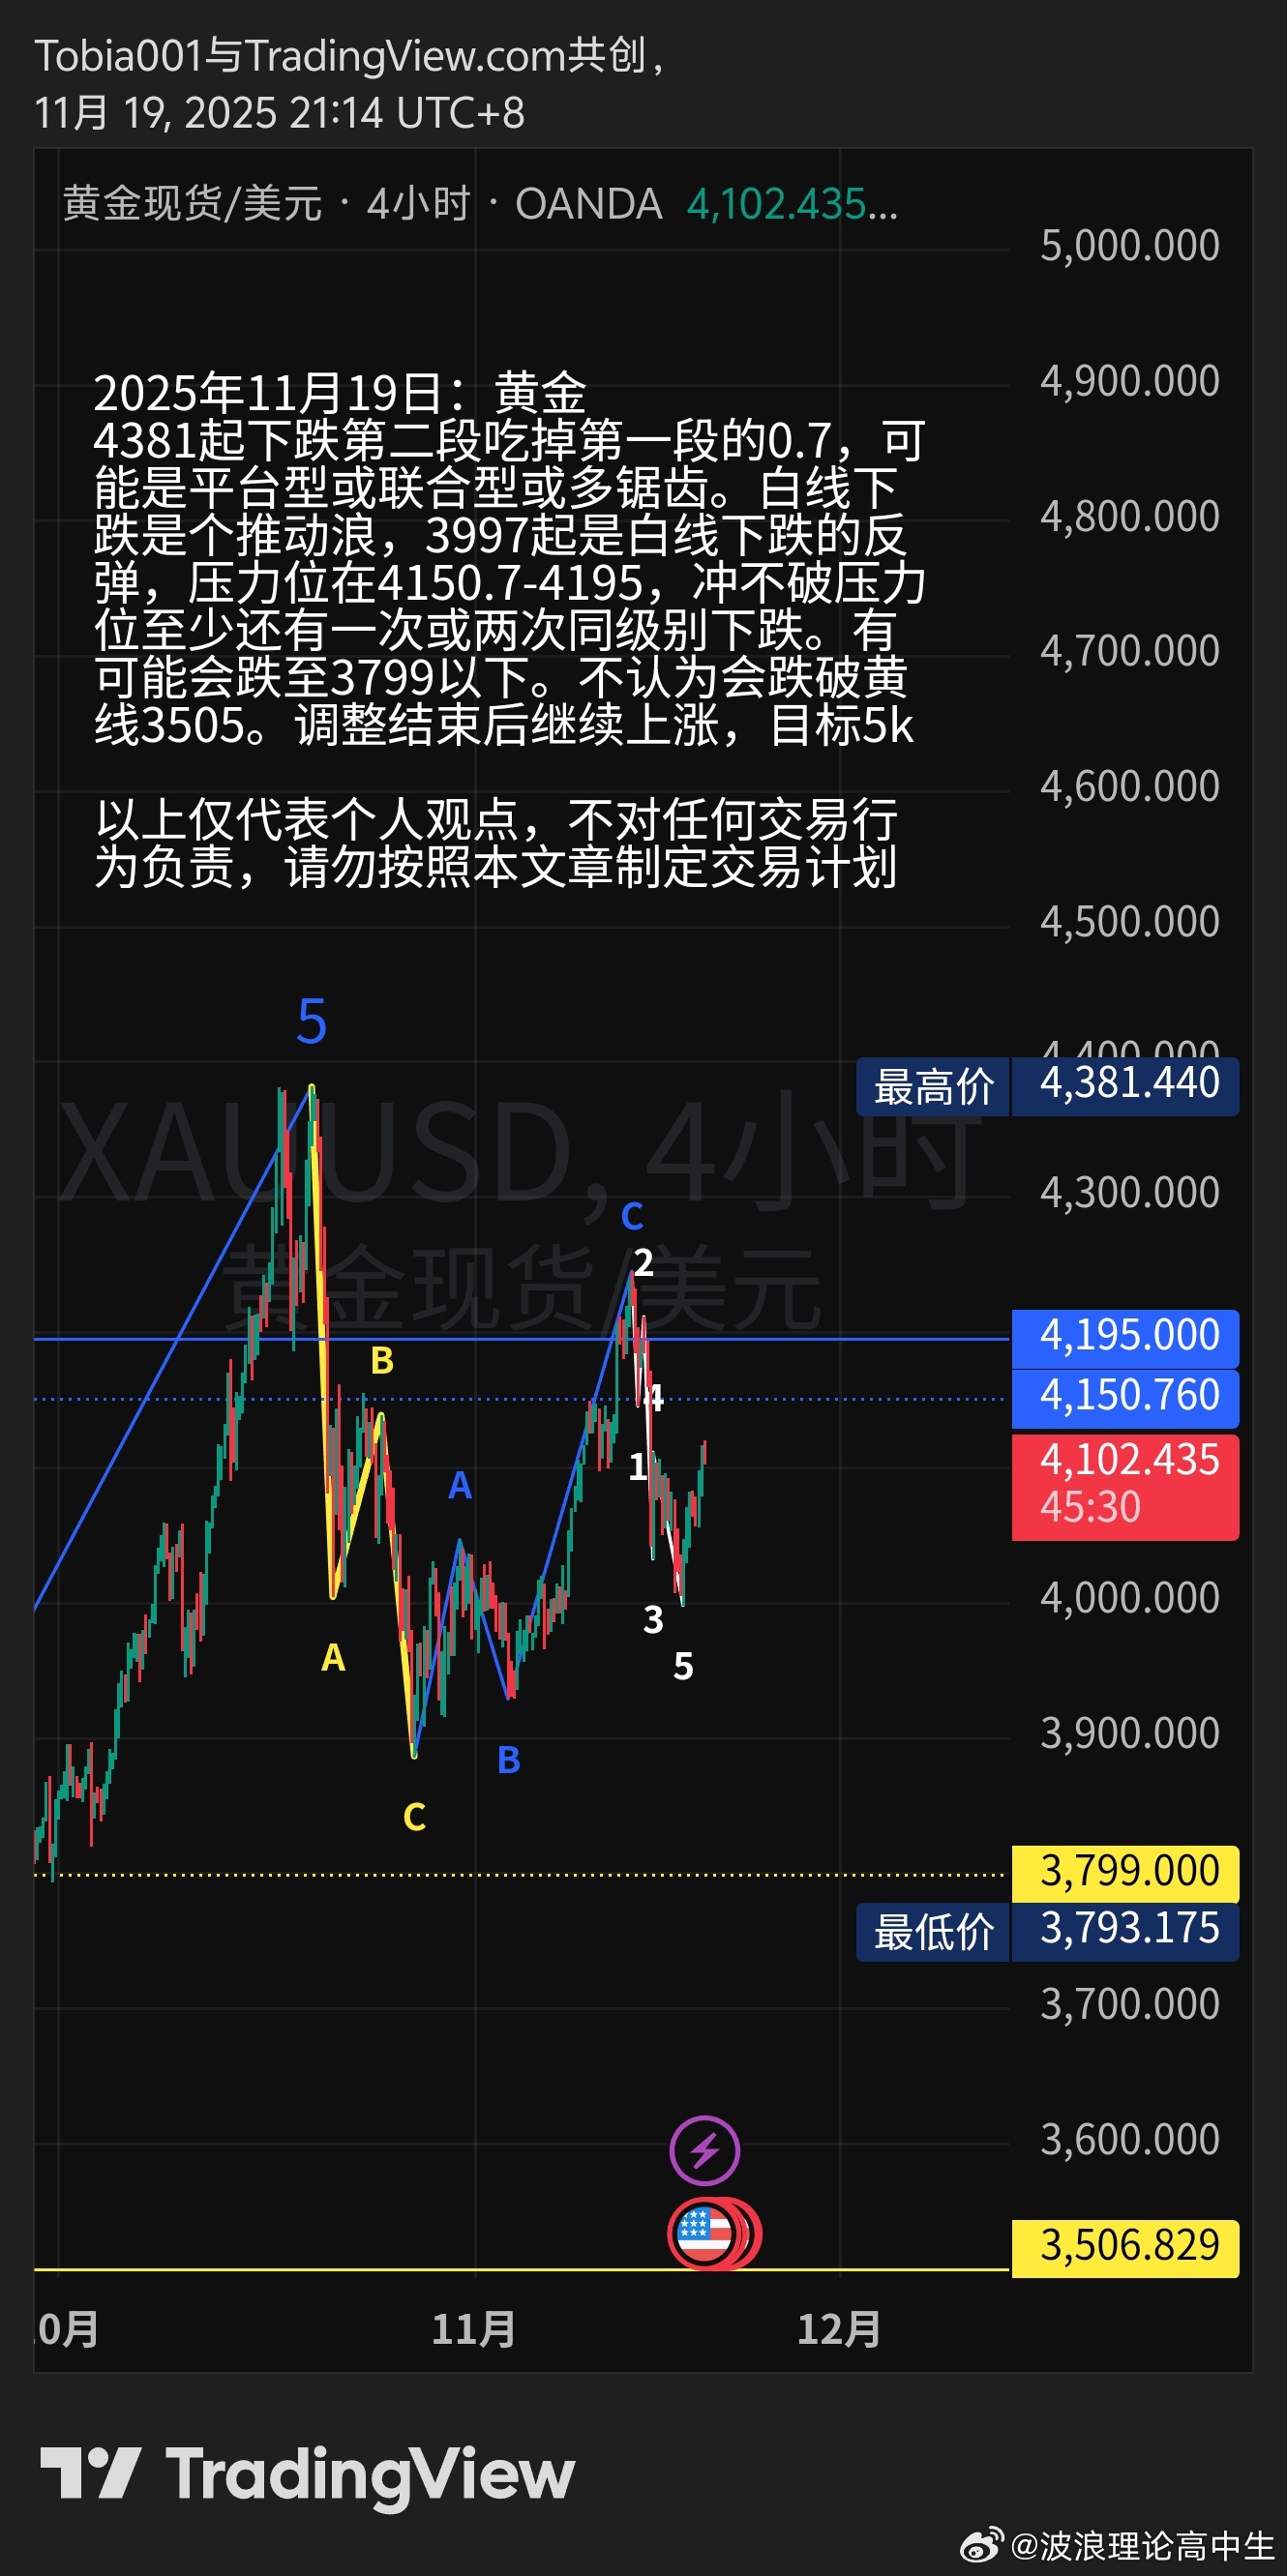 Tobia001与TradingView.com共创，
11月 19, 2025 21:14 UTC+8
黄金现货/美元 · 4小时 · OANDA 4,102.435...
5,000.000
2025年11月19日：黄金
4381起下跌第二段吃掉第一段的0.7，可
能是平台型或联合型或多锯齿。白线下
跌是个推动浪，3997起是白线下跌的反
弹，压力位在4150.7-4195，冲不破压力
位至少还有一次或两次同级别下跌。有
可能会跌至3799以下。不认为会跌破黄
线3505。调整结束后继续上涨，目标5k
以上仅代表个人观点，不对任何交易行
为负责，请勿按照本文章制定交易计划
4,900.000
4,800.000
4,700.000
4,600.000
4,500.000
4,400.000
最高价 4,381.440
4,300.000
4,195.000
4,150.760
4,102.435
45:30
4,000.000
3,900.000
3,799.000
最低价 3,793.175
3,700.000
3,600.000
3,506.829
XAUUSD, 4小时
黄金现货/美元
5
A
B
C
A
B
C
2
4
1
3
5
0月 11月 12月
TradingView
@波浪理论高中生